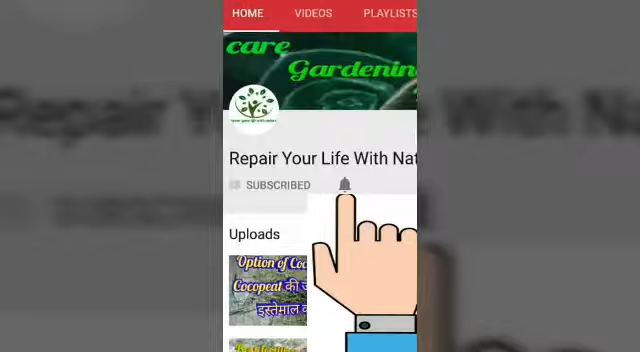 HOME VIDEOS PLAYLISTS
care
Gardenin
Repair Your Life With Nat
SUBSCRIBED
Uploads
Option of Coc
Cocopeat की ज
इस्तेमाल क